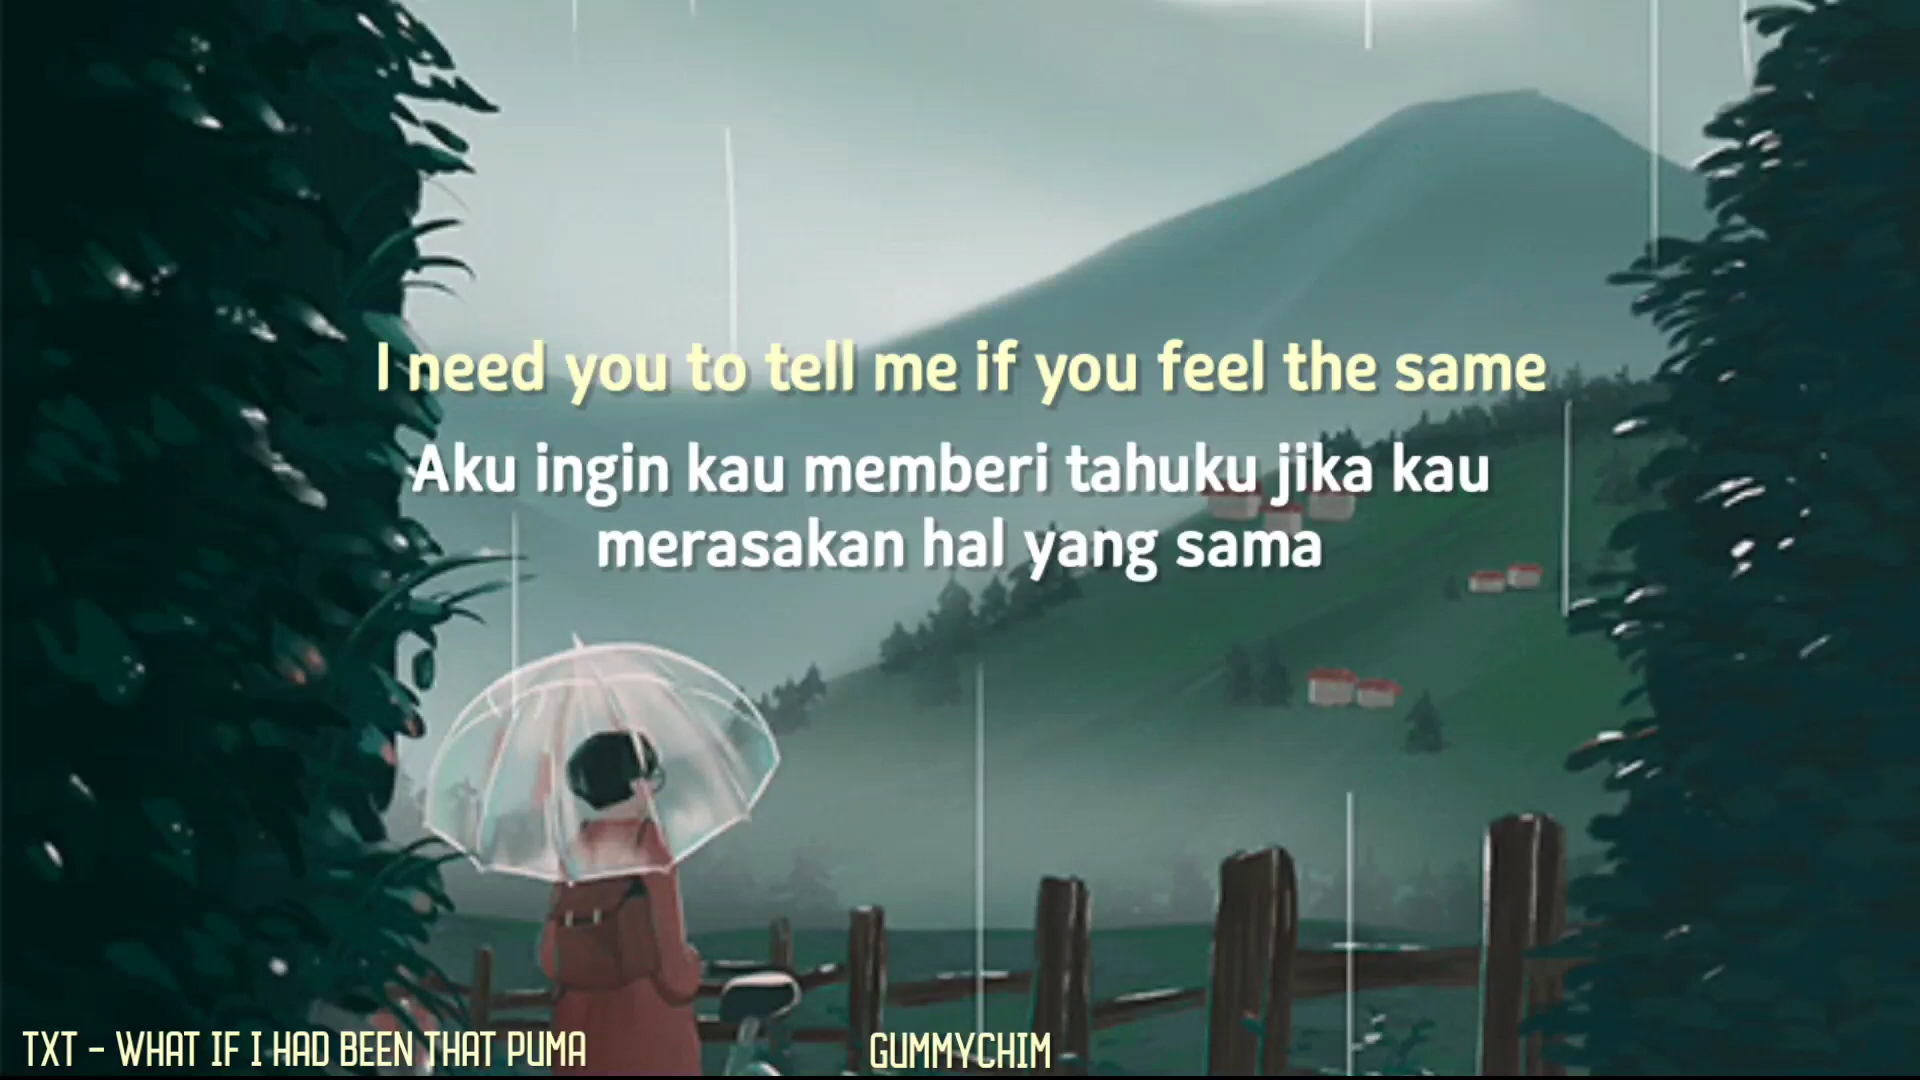 I need you to tell me if you feel the same
Aku ingin kau memberi tahuku jika kau
merasakan hal yang sama
TXT - WHAT IF I HAD BEEN THAT PUMA
GUMMYCHIM